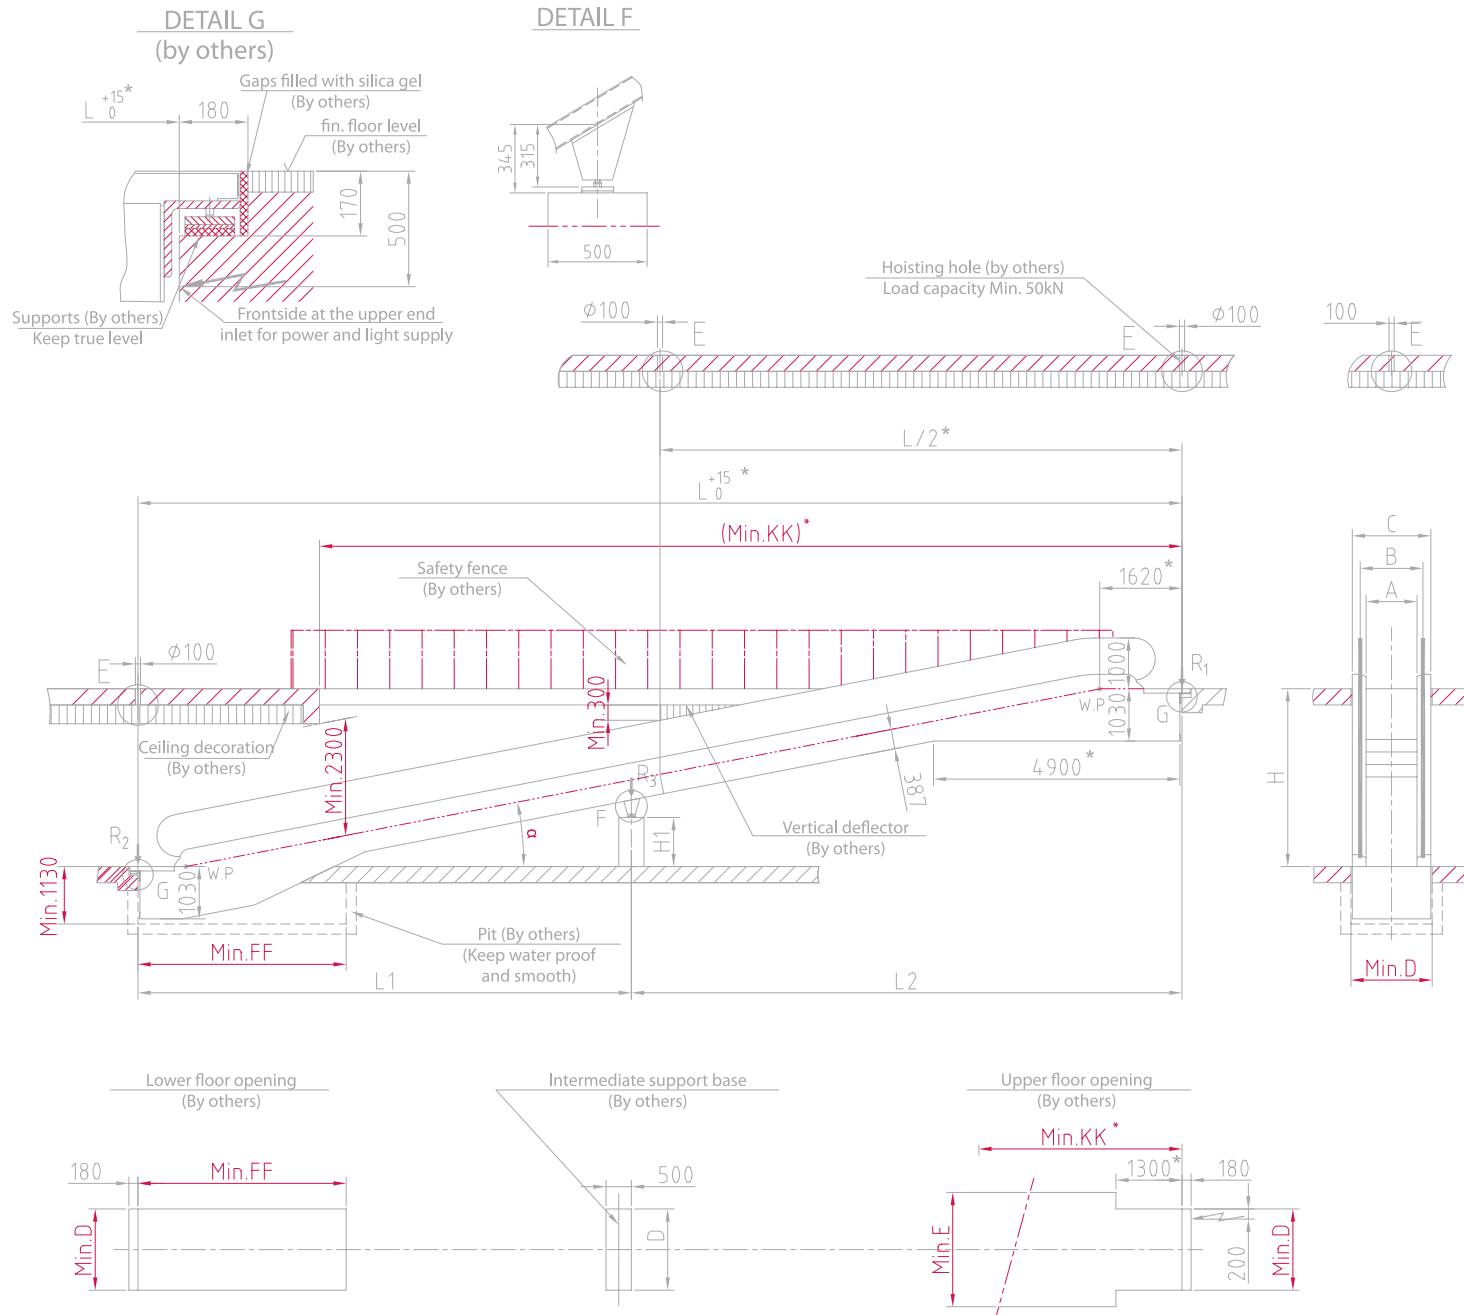 DETAIL G
(by others)
DETAIL F
Gaps filled with silica gel
(By others)
L +15* 0
180
fin. floor level
(By others)
170
500
Supports (By others)
Keep true level
Frontside at the upper end
inlet for power and light supply
345
315
500
Hoisting hole (by others)
Load capacity Min. 50kN
ϕ100
E
E
ϕ100
100
E
L/2*
L +15 0 *
(Min.KK)*
Safety fence
(By others)
1620*
C
B
A
ϕ100
E
1000
R1
W.P
1030
G
Min.300
Ceiling decoration
(By others)
Min.2300
4900*
H
R3
387
F
H1
α
Vertical deflector
(By others)
R2
G
W.P
1030
Min.1130
Pit (By others)
(Keep water proof
and smooth)
Min.FF
L1
L2
Min.D
Lower floor opening
(By others)
Intermediate support base
(By others)
Upper floor opening
(By others)
Min.KK*
180
Min.FF
500
1300*
180
Min.D
D
Min.E
200
Min.D